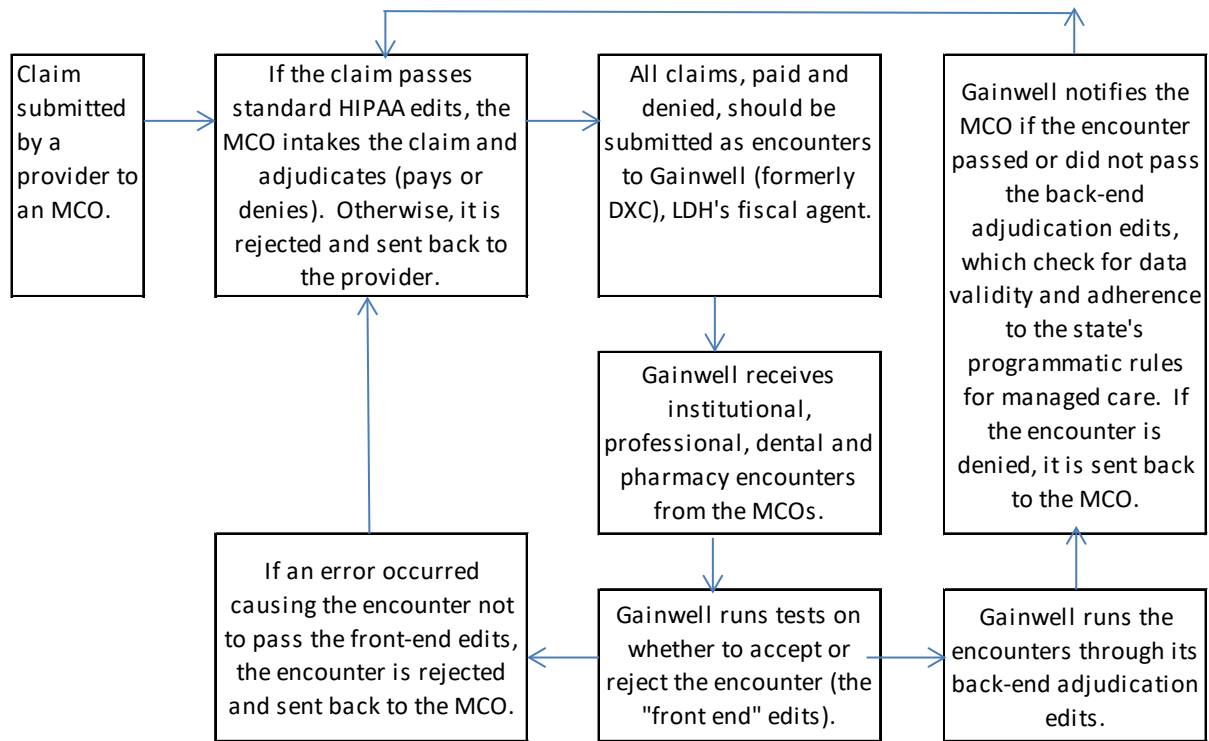 Claim
submitted
by a
provider to
an MCO.
If the claim passes
standard HIPAA edits, the
MCO intakes the claim and
adjudicates (pays or
denies).  Otherwise, it is
rejected and sent back to
the provider.
All claims, paid and
denied, should be
submitted as encounters
to Gainwell (formerly
DXC), LDH's fiscal agent.
Gainwell receives
institutional,
professional, dental and
pharmacy encounters
from the MCOs.
Gainwell runs tests on
whether to accept or
reject the encounter (the
"front end" edits).
If an error occurred
causing the encounter not
to pass the front-end edits,
the encounter is rejected
and sent back to the MCO.
Gainwell runs the
encounters through its
back-end adjudication
edits.
Gainwell notifies the
MCO if the encounter
passed or did not pass
the back-end
adjudication edits,
which check for data
validity and adherence
to the state's
programmatic rules
for managed care.  If
the encounter is
denied, it is sent back
to the MCO.